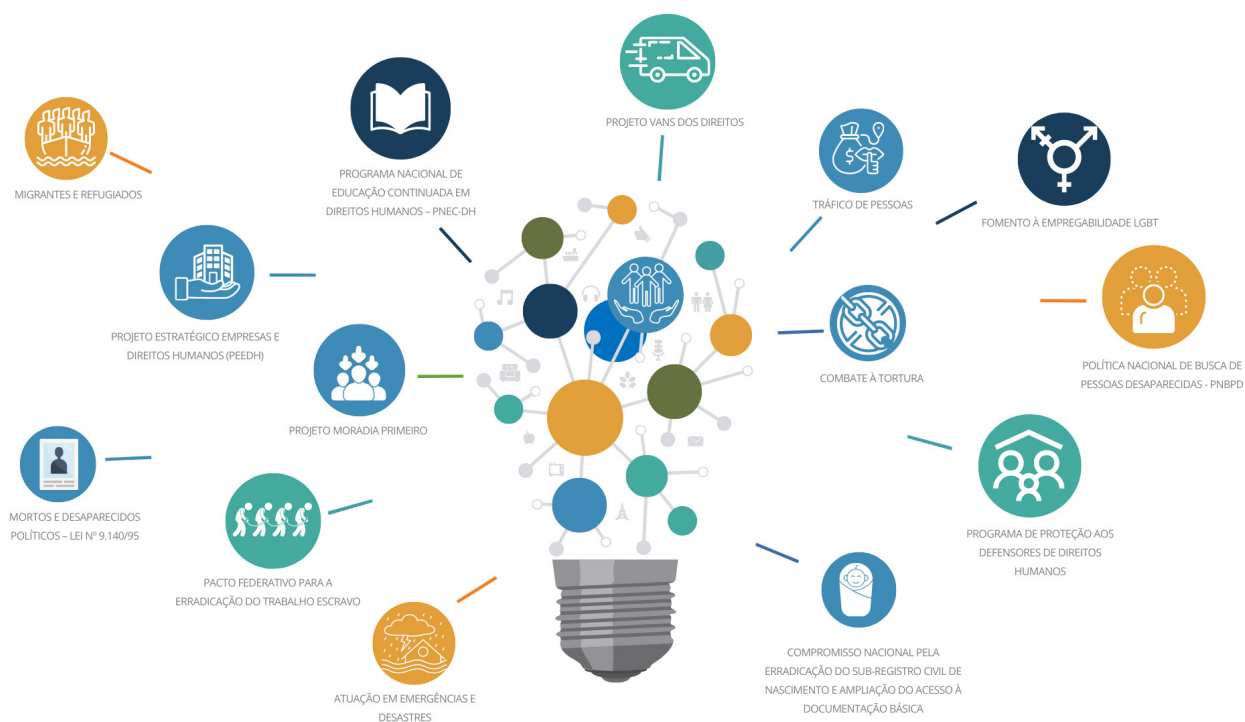 PROJETO VANS DOS DIREITOS
PROGRAMA NACIONAL DE
EDUCAÇÃO CONTINUADA EM
DIREITOS HUMANOS – PNEC-DH
MIGRANTES E REFUGIADOS
TRÁFICO DE PESSOAS
FOMENTO À EMPREGABILIDADE LGBT
PROJETO ESTRATÉGICO EMPRESAS E
DIREITOS HUMANOS (PEEDH)
COMBATE À TORTURA
POLÍTICA NACIONAL DE BUSCA DE
PESSOAS DESAPARECIDAS - PNBPD
PROJETO MORADIA PRIMEIRO
MORTOS E DESAPARECIDOS
POLÍTICOS – LEI Nº 9.140/95
PROGRAMA DE PROTEÇÃO AOS
DEFENSORES DE DIREITOS
HUMANOS
PACTO FEDERATIVO PARA A
ERRADICAÇÃO DO TRABALHO ESCRAVO
COMPROMISSO NACIONAL PELA
ERRADICAÇÃO DO SUB-REGISTRO CIVIL DE
NASCIMENTO E AMPLIAÇÃO DO ACESSO À
DOCUMENTAÇÃO BÁSICA
ATUAÇÃO EM EMERGÊNCIAS E
DESASTRES